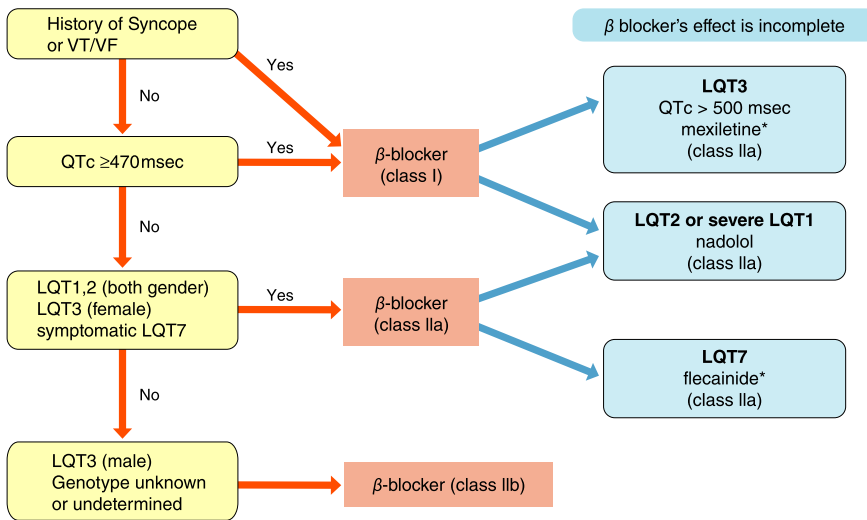 History of Syncope
or VT/VF
Yes
No
β blocker's effect is incomplete
LQT3
QTc > 500 msec
mexiletine*
(class IIa)
QTc ≥470msec
Yes
β-blocker
(class I)
No
LQT2 or severe LQT1
nadolol
(class IIa)
LQT1,2 (both gender)
LQT3 (female)
symptomatic LQT7
Yes
β-blocker
(class IIa)
No
LQT7
flecainide*
(class IIa)
LQT3 (male)
Genotype unknown
or undetermined
β-blocker (class IIb)